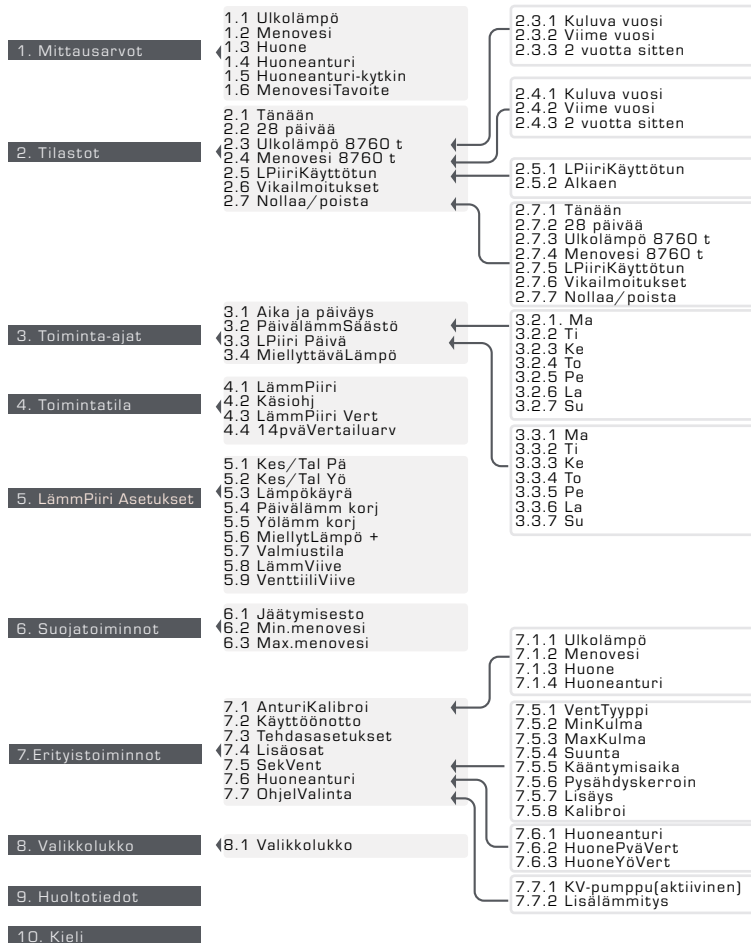 1. Mittausarvot
1.1 Ulkolämpö
1.2 Menovesi
1.3 Huone
1.4 Huoneanturi
1.5 Huoneanturi-kytkin
1.6 MenovesiTavoite
2. Tilastot
2.1 Tänään
2.2 28 päivää
2.3 Ulkolämpö 8760 t
2.4 Menovesi 8760 t
2.5 LPiiriKäyttötun
2.6 Vikailmoitukset
2.7 Nollaa/poista
2.3.1 Kuluva vuosi
2.3.2 Viime vuosi
2.3.3 2 vuotta sitten
2.4.1 Kuluva vuosi
2.4.2 Viime vuosi
2.4.3 2 vuotta sitten
2.5.1 LPiiriKäyttötun
2.5.2 Alkaen
2.7.1 Tänään
2.7.2 28 päivää
2.7.3 Ulkolämpö 8760 t
2.7.4 Menovesi 8760 t
2.7.5 LPiiriKäyttötun
2.7.6 Vikailmoitukset
2.7.7 Nollaa/poista
3. Toiminta-ajat
3.1 Aika ja päiväys
3.2 PäivälämmSäästö
3.3 LPiiri Päivä
3.4 MiellyttäväLämpö
3.2.1. Ma
3.2.2 Ti
3.2.3 Ke
3.2.4 To
3.2.5 Pe
3.2.6 La
3.2.7 Su
3.3.1 Ma
3.3.2 Ti
3.3.3 Ke
3.3.4 To
3.3.5 Pe
3.3.6 La
3.3.7 Su
4. Toimintatila
4.1 LämmPiiri
4.2 Käsiohj
4.3 LämmPiiri Vert
4.4 14pväVertailuarv
5. LämmPiiri Asetukset
5.1 Kes/Tal Pä
5.2 Kes/Tal Yö
5.3 Lämpökäyrä
5.4 Päivälämm korj
5.5 Yölämm korj
5.6 MiellytLämpö +
5.7 Valmiustila
5.8 LämmViive
5.9 VenttiiliViive
6. Suojatoiminnot
6.1 Jäätymisesto
6.2 Min.menovesi
6.3 Max.menovesi
7.Erityistoiminnot
7.1 AnturiKalibroi
7.2 Käyttöönotto
7.3 Tehdasasetukset
7.4 Lisäosat
7.5 SekVent
7.6 Huoneanturi
7.7 OhjelValinta
7.1.1 Ulkolämpö
7.1.2 Menovesi
7.1.3 Huone
7.1.4 Huoneanturi
7.5.1 VentTyyppi
7.5.2 MinKulma
7.5.3 MaxKulma
7.5.4 Suunta
7.5.5 Kääntymisaika
7.5.6 Pysähdyskerroin
7.5.7 Lisäys
7.5.8 Kalibroi
7.6.1 Huoneanturi
7.6.2 HuonePväVert
7.6.3 HuoneYöVert
7.7.1 KV-pumppu(aktiivinen)
7.7.2 Lisälämmitys
8. Valikkolukko
8.1 Valikkolukko
9. Huoltotiedot
10. Kieli